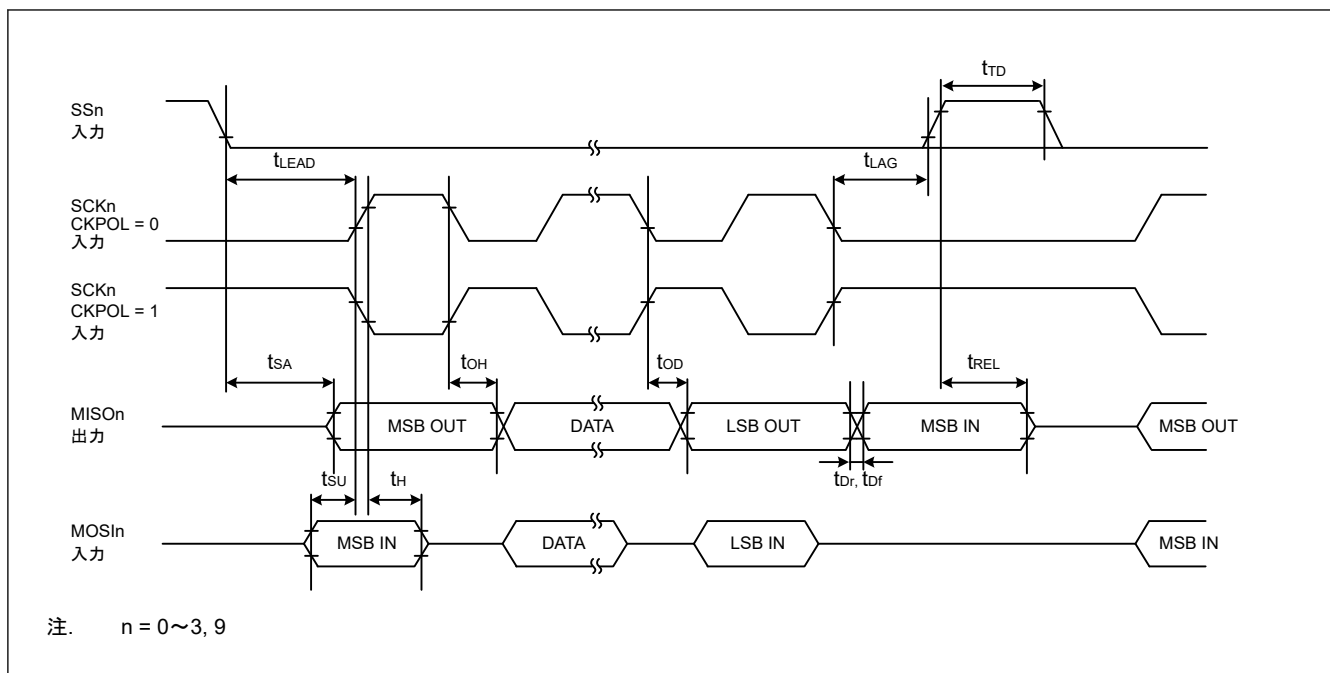 tTD
SSn
入力
tLEAD
tLAG
SCKn
CKPOL = 0
入力
SCKn
CKPOL = 1
入力
tSA
tOH
tOD
tREL
MISOn
出力
MSB OUT
DATA
LSB OUT
MSB IN
MSB OUT
tDr, tDf
tSU
tH
MOSIn
入力
MSB IN
DATA
LSB IN
MSB IN
注. n = 0～3, 9